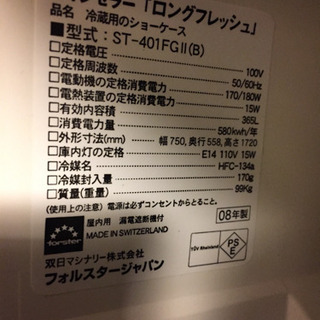 ンセラー「ロングフレッシュ」
品名 冷蔵用のショーケース
■型式: ST-401FGⅡ(B)
○定格電圧 100V
○定格周波数 50/60Hz
○電動機の定格消費電力 170/180W
○電熱装置の定格消費電力 15W
○有効内容積 365L
○消費電力量 580kwh/年
○外形寸法(mm) 幅750, 奥行558, 高さ1720
○庫内灯の定格 E14 110V 15W
○冷媒名 HFC-134a
○冷媒封入量 170g
○質量(重量) 99Kg
(使用上の注意) 電源は必ずコンセントからとること。
forster 屋内用 漏電遮断機付 08年製
MADE IN SWITZERLAND
TÜV Rheinland PS E
双日マシナリー株式会社
フォルスタージャパン